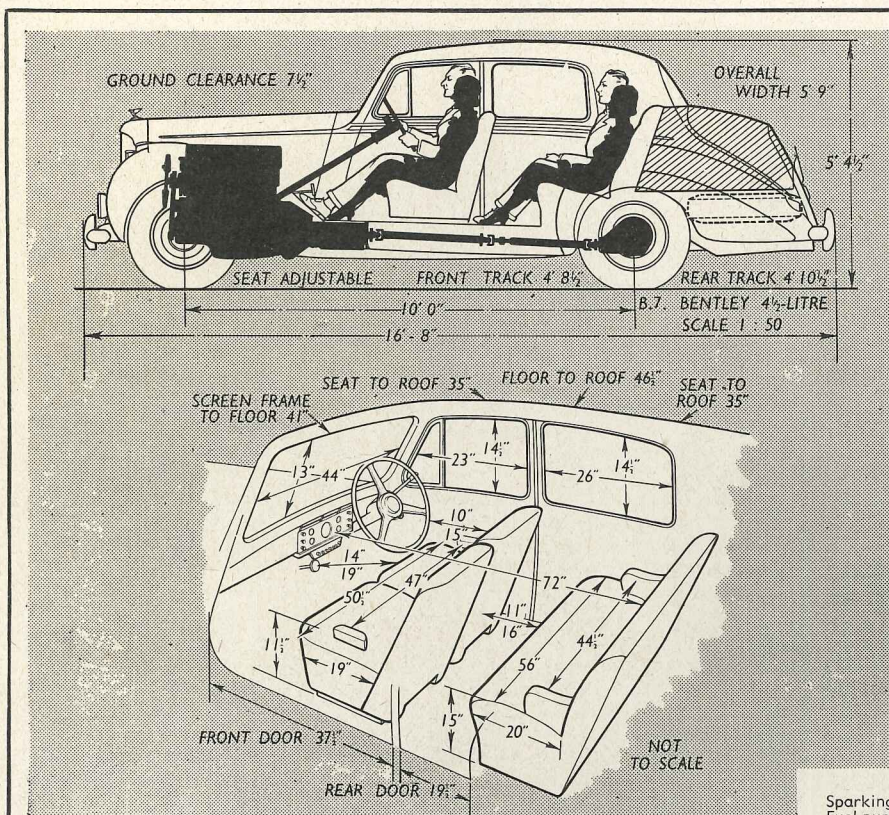 GROUND CLEARANCE 7½"
OVERALL
WIDTH 5' 9"
5' 4½"
SEAT ADJUSTABLE
FRONT TRACK 4' 8½"
REAR TRACK 4' 10½"
10' 0"
B.7. BENTLEY 4½-LITRE
SCALE 1 : 50
16' - 8"
SEAT TO ROOF 35"
FLOOR TO ROOF 46½"
SEAT TO
ROOF 35"
SCREEN FRAME
TO FLOOR 41"
13"
44"
23"
14½"
26"
14½"
10"
15"
14"
19"
50½"
47"
72"
11"
16"
11½"
19"
56"
44½"
15"
20"
FRONT DOOR 37½"
REAR DOOR 19½"
NOT
TO SCALE
Sparking